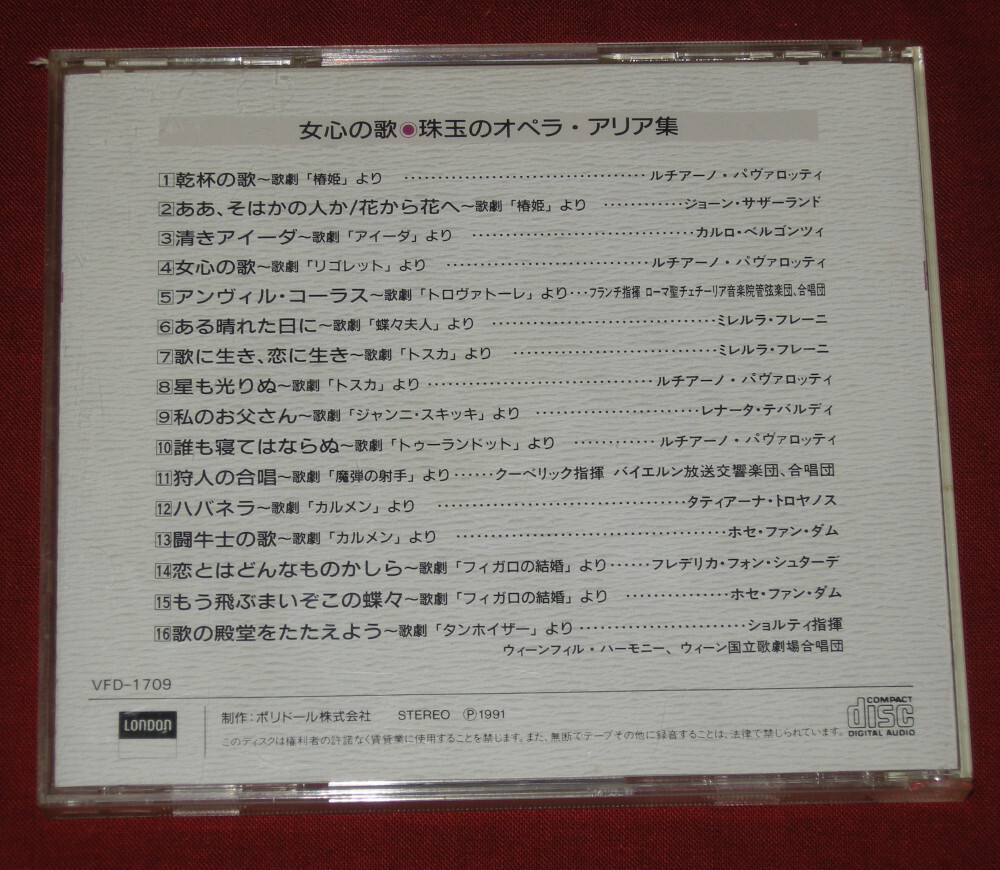 女心の歌◉珠玉のオペラ・アリア集
1 乾杯の歌～歌劇「椿姫」より ……………………………… ルチアーノ・パヴァロッティ
2 ああ、そはかの人か/花から花へ～歌劇「椿姫」より …………ジョーン・サザーランド
3 清きアイーダ～歌劇「アイーダ」より ……………………………カルロ・ベルゴンツィ
4 女心の歌～歌劇「リゴレット」より …………………………ルチアーノ・パヴァロッティ
5 アンヴィル・コーラス～歌劇「トロヴァトーレ」より…フランチ指揮 ローマ聖チェチーリア音楽院管弦楽団、合唱団
6 ある晴れた日に～歌劇「蝶々夫人」より ……………………………ミレルラ・フレーニ
7 歌に生き、恋に生き～歌劇「トスカ」より …………………………ミレルラ・フレーニ
8 星も光りぬ～歌劇「トスカ」より ……………………………ルチアーノ・パヴァロッティ
9 私のお父さん～歌劇「ジャンニ・スキッキ」より ……………………レナータ・テバルディ
10 誰も寝てはならぬ～歌劇「トゥーランドット」より …………ルチアーノ・パヴァロッティ
11 狩人の合唱～歌劇「魔弾の射手」より……クーベリック指揮 バイエルン放送交響楽団、合唱団
12 ハバネラ～歌劇「カルメン」より ………………………………タティアーナ・トロヤノス
13 闘牛士の歌～歌劇「カルメン」より …………………………………ホセ・ファン・ダム
14 恋とはどんなものかしら～歌劇「フィガロの結婚」より……フレデリカ・フォン・シュターデ
15 もう飛ぶまいぞこの蝶々～歌劇「フィガロの結婚」より ……………ホセ・ファン・ダム
16 歌の殿堂をたたえよう～歌劇「タンホイザー」より……………………ショルティ指揮
ウィーンフィル・ハーモニー、ウィーン国立歌劇場合唱団
VFD-1709
LONDON
制作：ポリドール株式会社 STEREO Ⓟ1991
このディスクは権利者の許諾なく賃貸業に使用することを禁じます。また、無断でテープその他に録音することは、法律で禁じられています。
COMPACT
disc
DIGITAL AUDIO